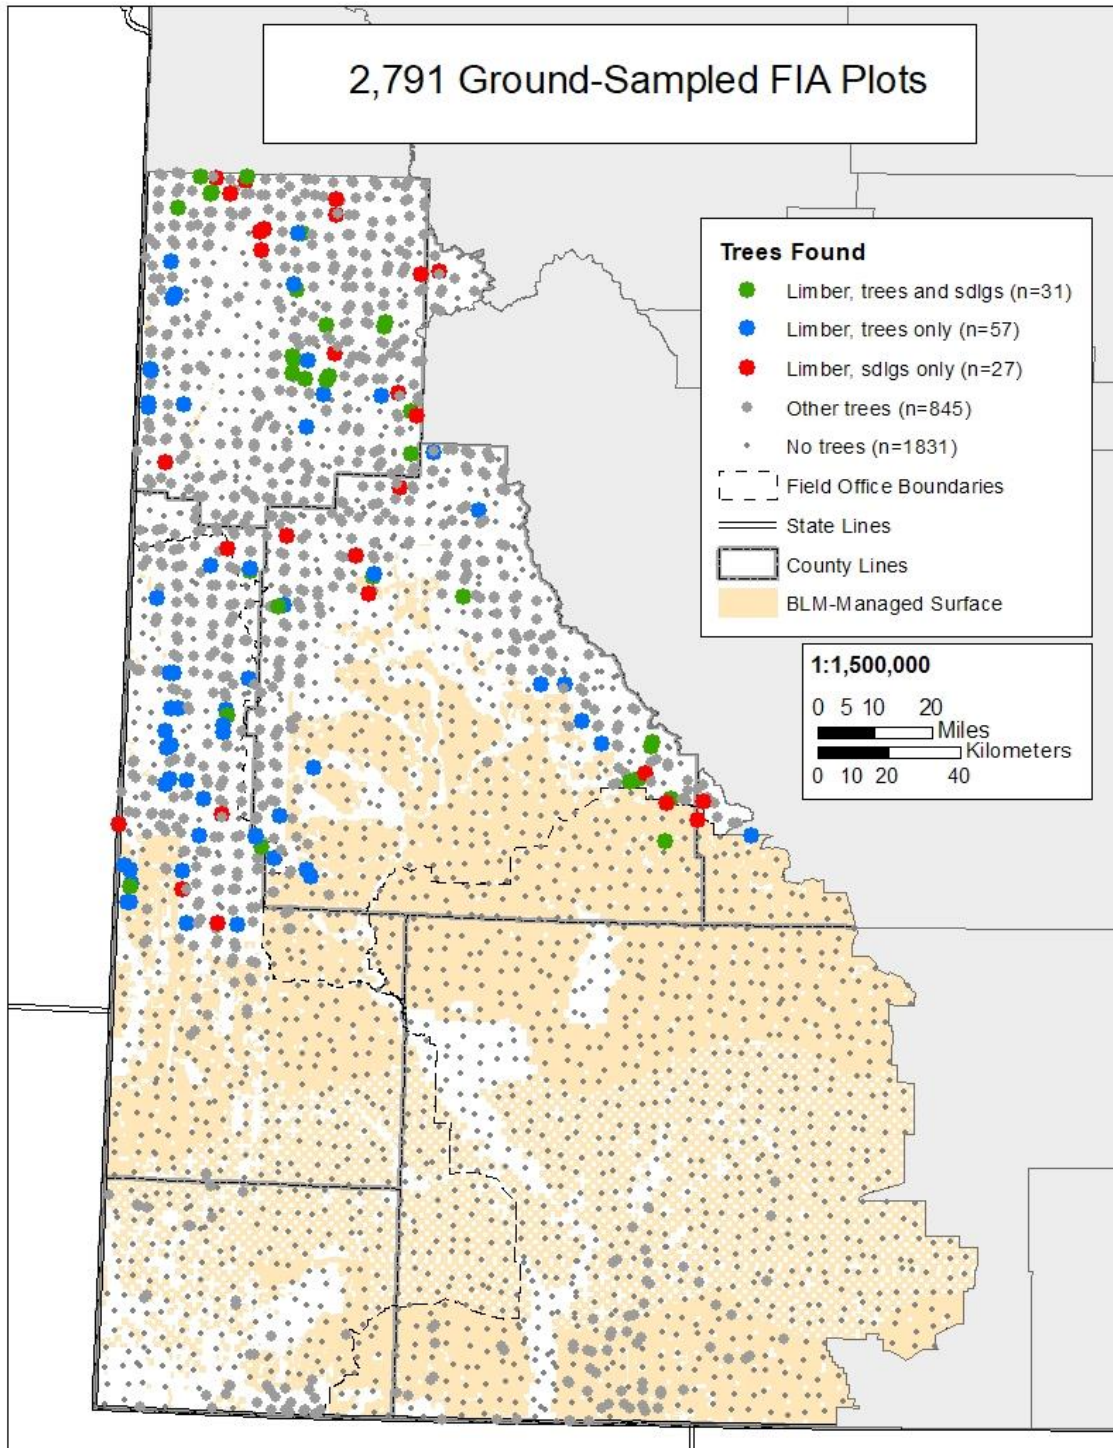 2,791 Ground-Sampled FIA Plots
Trees Found
Limber, trees and sdlgs (n=31)
Limber, trees only (n=57)
Limber, sdlgs only (n=27)
Other trees (n=845)
No trees (n=1831)
Field Office Boundaries
State Lines
County Lines
BLM-Managed Surface
1:1,500,000
0 5 10 20
Miles
Kilometers
0 10 20 40